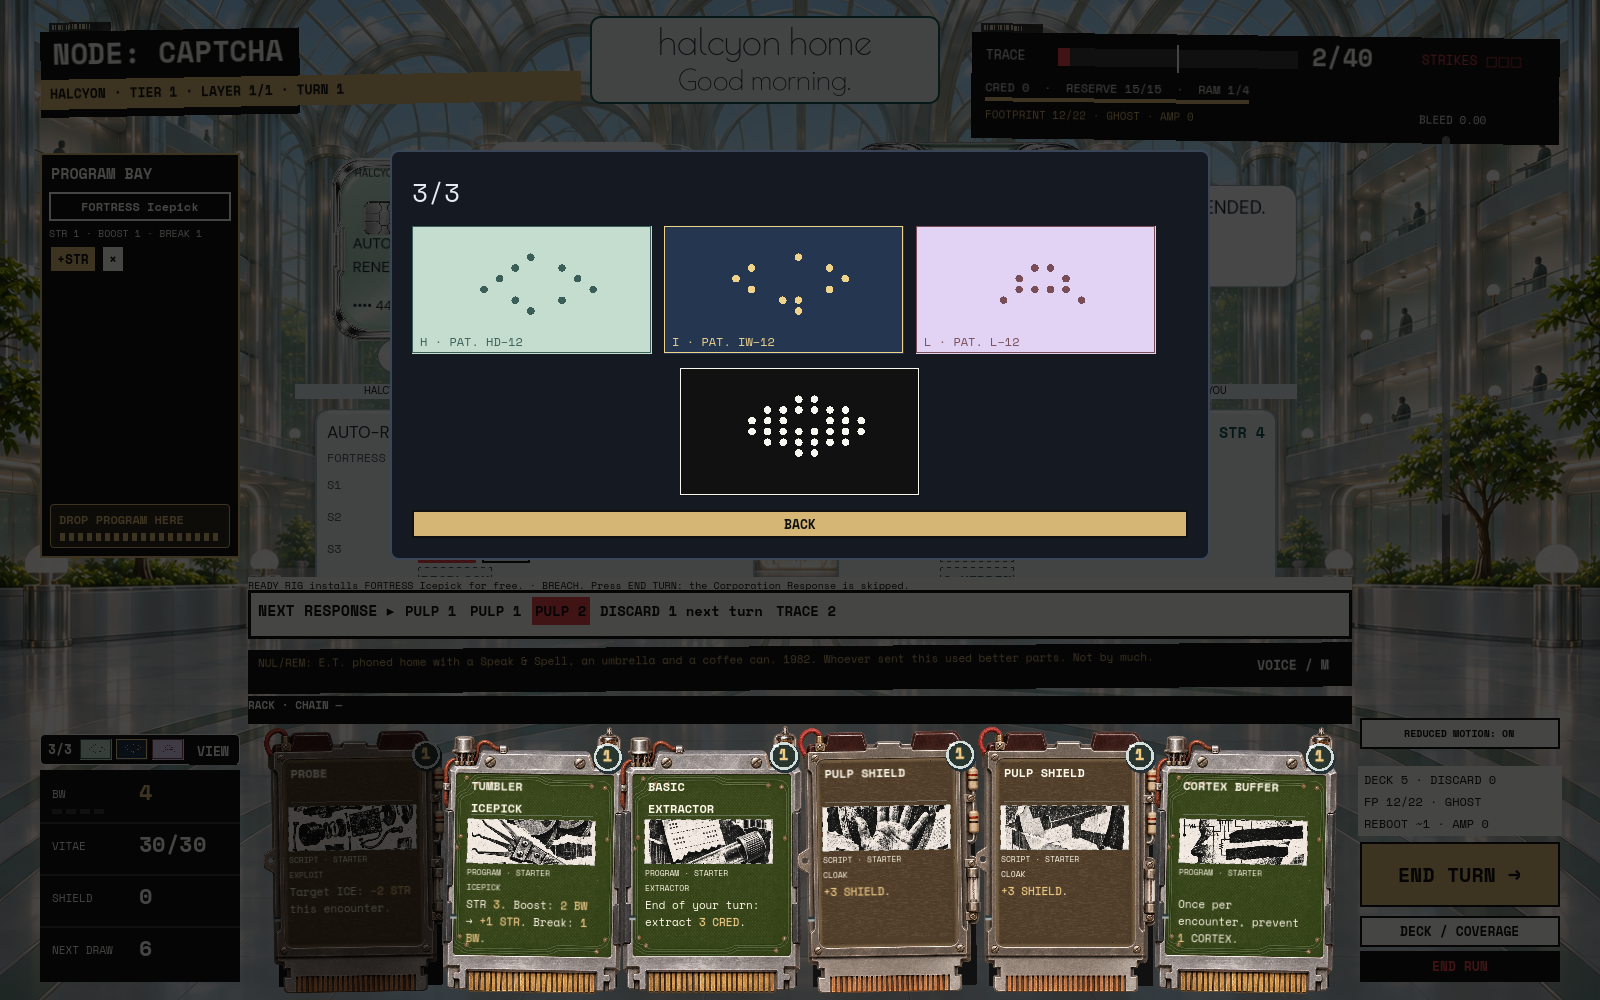 NODE: CAPTCHA
HALCYON · TIER 1 · LAYER 1/1 · TURN 1
halcyon home
Good morning.
TRACE
2/40
STRIKES
CRED 0 · RESERVE 15/15 · RAM 1/4
FOOTPRINT 12/22 · GHOST · AMP 0
BLEED 0.00
PROGRAM BAY
FORTRESS Icepick
STR 1 · BOOST 1 · BREAK 1
+STR
×
DROP PROGRAM HERE
AUTO
RENE
•••• 44
ENDED.
HALC
YOU
AUTO-R
FORTRESS
S1
S2
S3
STR 4
3/3
H · PAT. HD-12
I · PAT. IW-12
L · PAT. L-12
BACK
READY RIG installs FORTRESS Icepick for free. · BREACH. Press END TURN: the Corporation Response is skipped.
NEXT RESPONSE ▸ PULP 1 PULP 1 PULP 2 DISCARD 1 next turn TRACE 2
NUL/REM: E.T. phoned home with a Speak & Spell, an umbrella and a coffee can. 1982. Whoever sent this used better parts. Not by much.
VOICE / M
RACK · CHAIN —
3/3
VIEW
BW 4
VITAE 30/30
SHIELD 0
NEXT DRAW 6
1
PROBE
SCRIPT · STARTER
EXPLOIT
Target ICE: -2 STR
this encounter.
1
TUMBLER
ICEPICK
PROGRAM · STARTER
ICEPICK
STR 3. Boost: 2 BW
→ +1 STR. Break: 1
BW.
1
BASIC
EXTRACTOR
PROGRAM · STARTER
EXTRACTOR
End of your turn:
extract 3 CRED.
1
PULP SHIELD
SCRIPT · STARTER
CLOAK
+3 SHIELD.
1
PULP SHIELD
SCRIPT · STARTER
CLOAK
+3 SHIELD.
1
CORTEX BUFFER
PROGRAM · STARTER
Once per
encounter, prevent
1 CORTEX.
REDUCED MOTION: ON
DECK 5 · DISCARD 0
FP 12/22 · GHOST
REBOOT ~1 · AMP 0
END TURN →
DECK / COVERAGE
END RUN